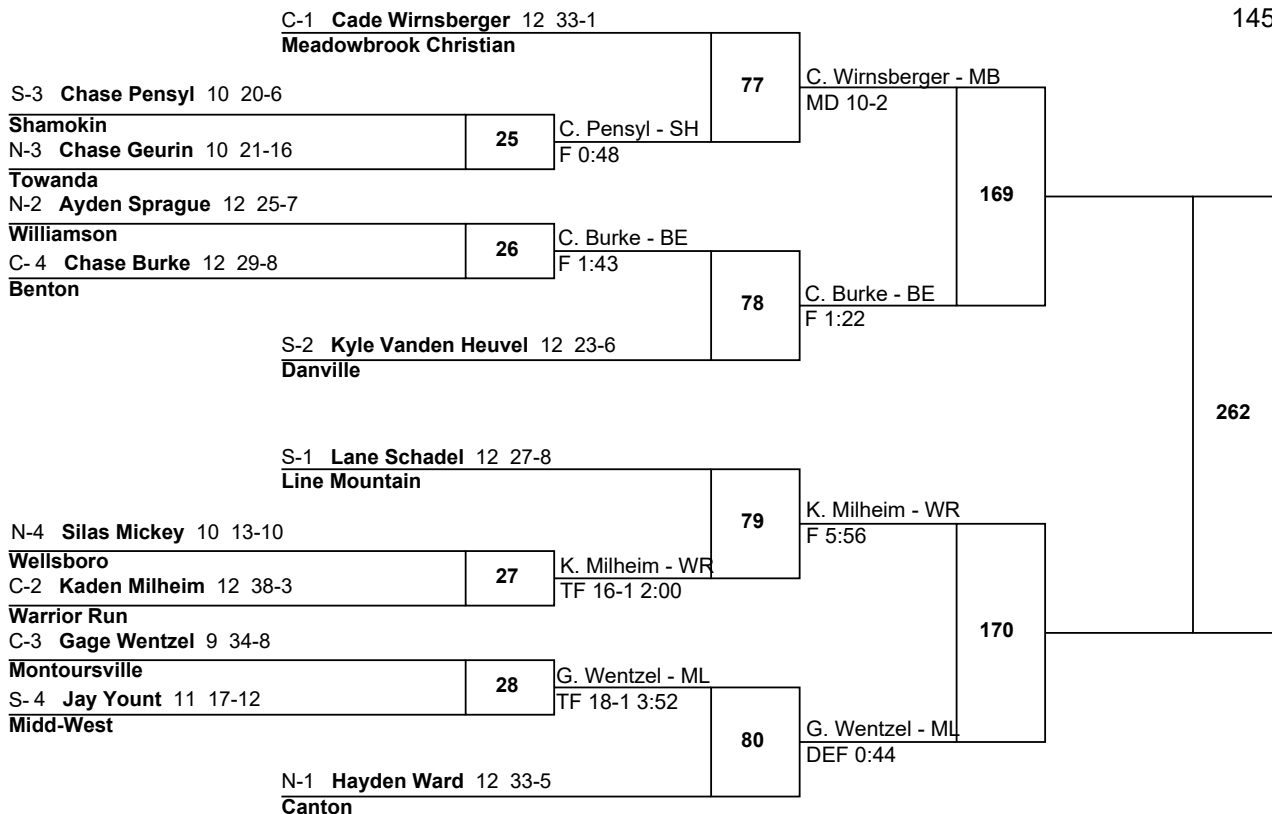 145
C-1 Cade Wirnsberger 12 33-1
Meadowbrook Christian
77
C. Wirnsberger - MB
MD 10-2
S-3 Chase Pensyl 10 20-6
Shamokin
25
C. Pensyl - SH
F 0:48
N-3 Chase Geurin 10 21-16
Towanda
169
N-2 Ayden Sprague 12 25-7
Williamson
26
C. Burke - BE
F 1:43
C- 4 Chase Burke 12 29-8
Benton
78
C. Burke - BE
F 1:22
S-2 Kyle Vanden Heuvel 12 23-6
Danville
262
S-1 Lane Schadel 12 27-8
Line Mountain
79
K. Milheim - WR
F 5:56
N-4 Silas Mickey 10 13-10
Wellsboro
27
K. Milheim - WR
TF 16-1 2:00
C-2 Kaden Milheim 12 38-3
Warrior Run
170
C-3 Gage Wentzel 9 34-8
Montoursville
28
G. Wentzel - ML
TF 18-1 3:52
S- 4 Jay Yount 11 17-12
Midd-West
80
G. Wentzel - ML
DEF 0:44
N-1 Hayden Ward 12 33-5
Canton